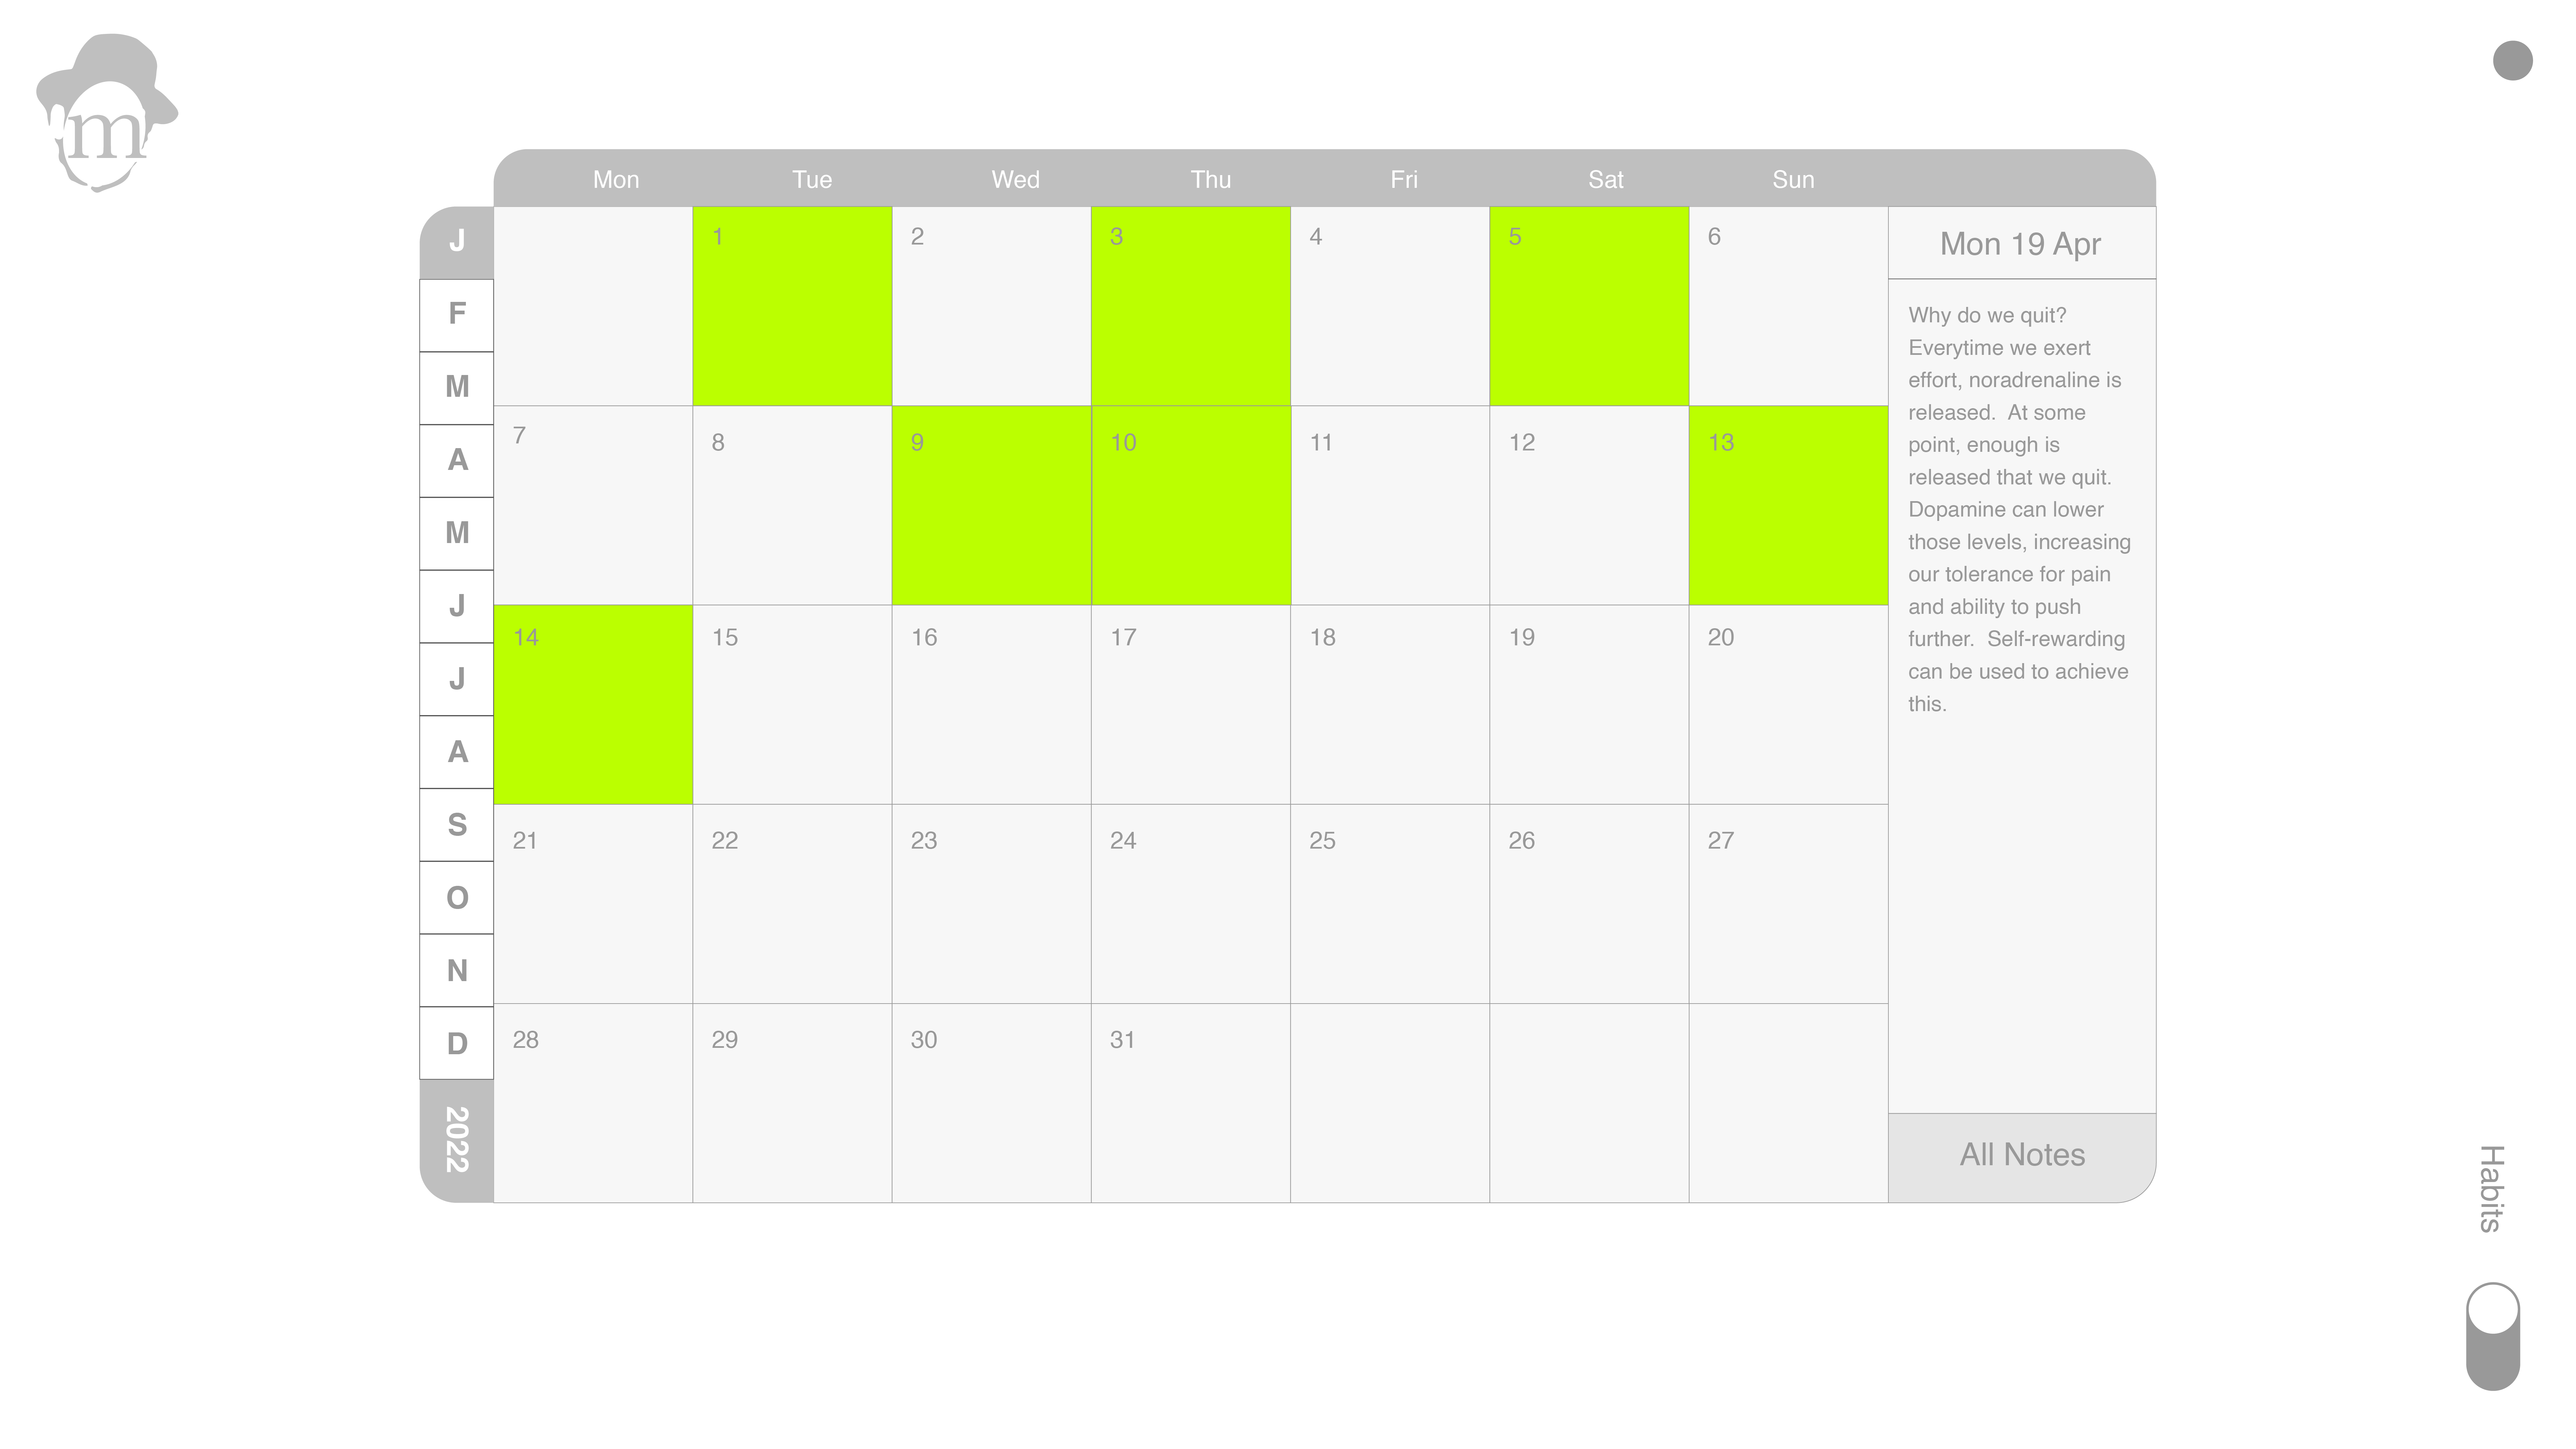 m
Mon Tue Wed Thu Fri Sat Sun
J
F
M
A
M
J
J
A
S
O
N
D
2022
1 2 3 4 5 6
7 8 9 10 11 12 13
14 15 16 17 18 19 20
21 22 23 24 25 26 27
28 29 30 31
Mon 19 Apr
Why do we quit?
Everytime we exert
effort, noradrenaline is
released.  At some
point, enough is
released that we quit.
Dopamine can lower
those levels, increasing
our tolerance for pain
and ability to push
further.  Self-rewarding
can be used to achieve
this.
All Notes
Habits